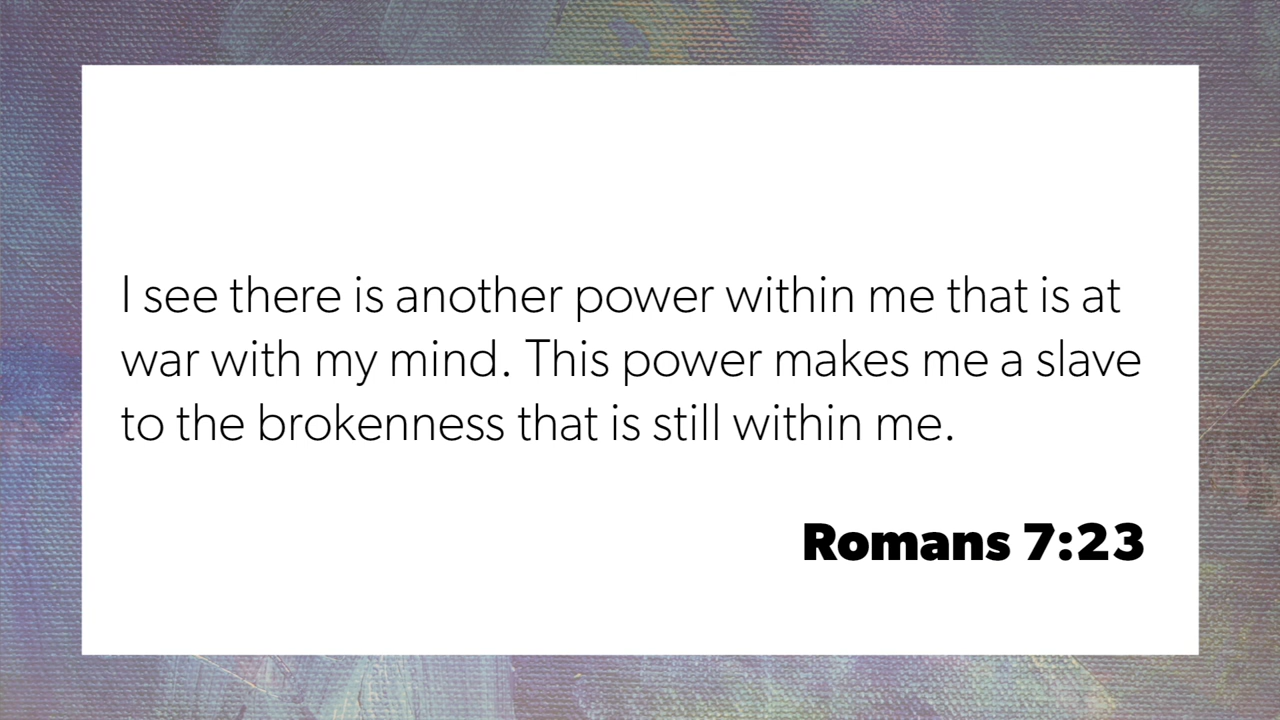 I see there is another power within me that is at
war with my mind. This power makes me a slave
to the brokenness that is still within me.
Romans 7:23